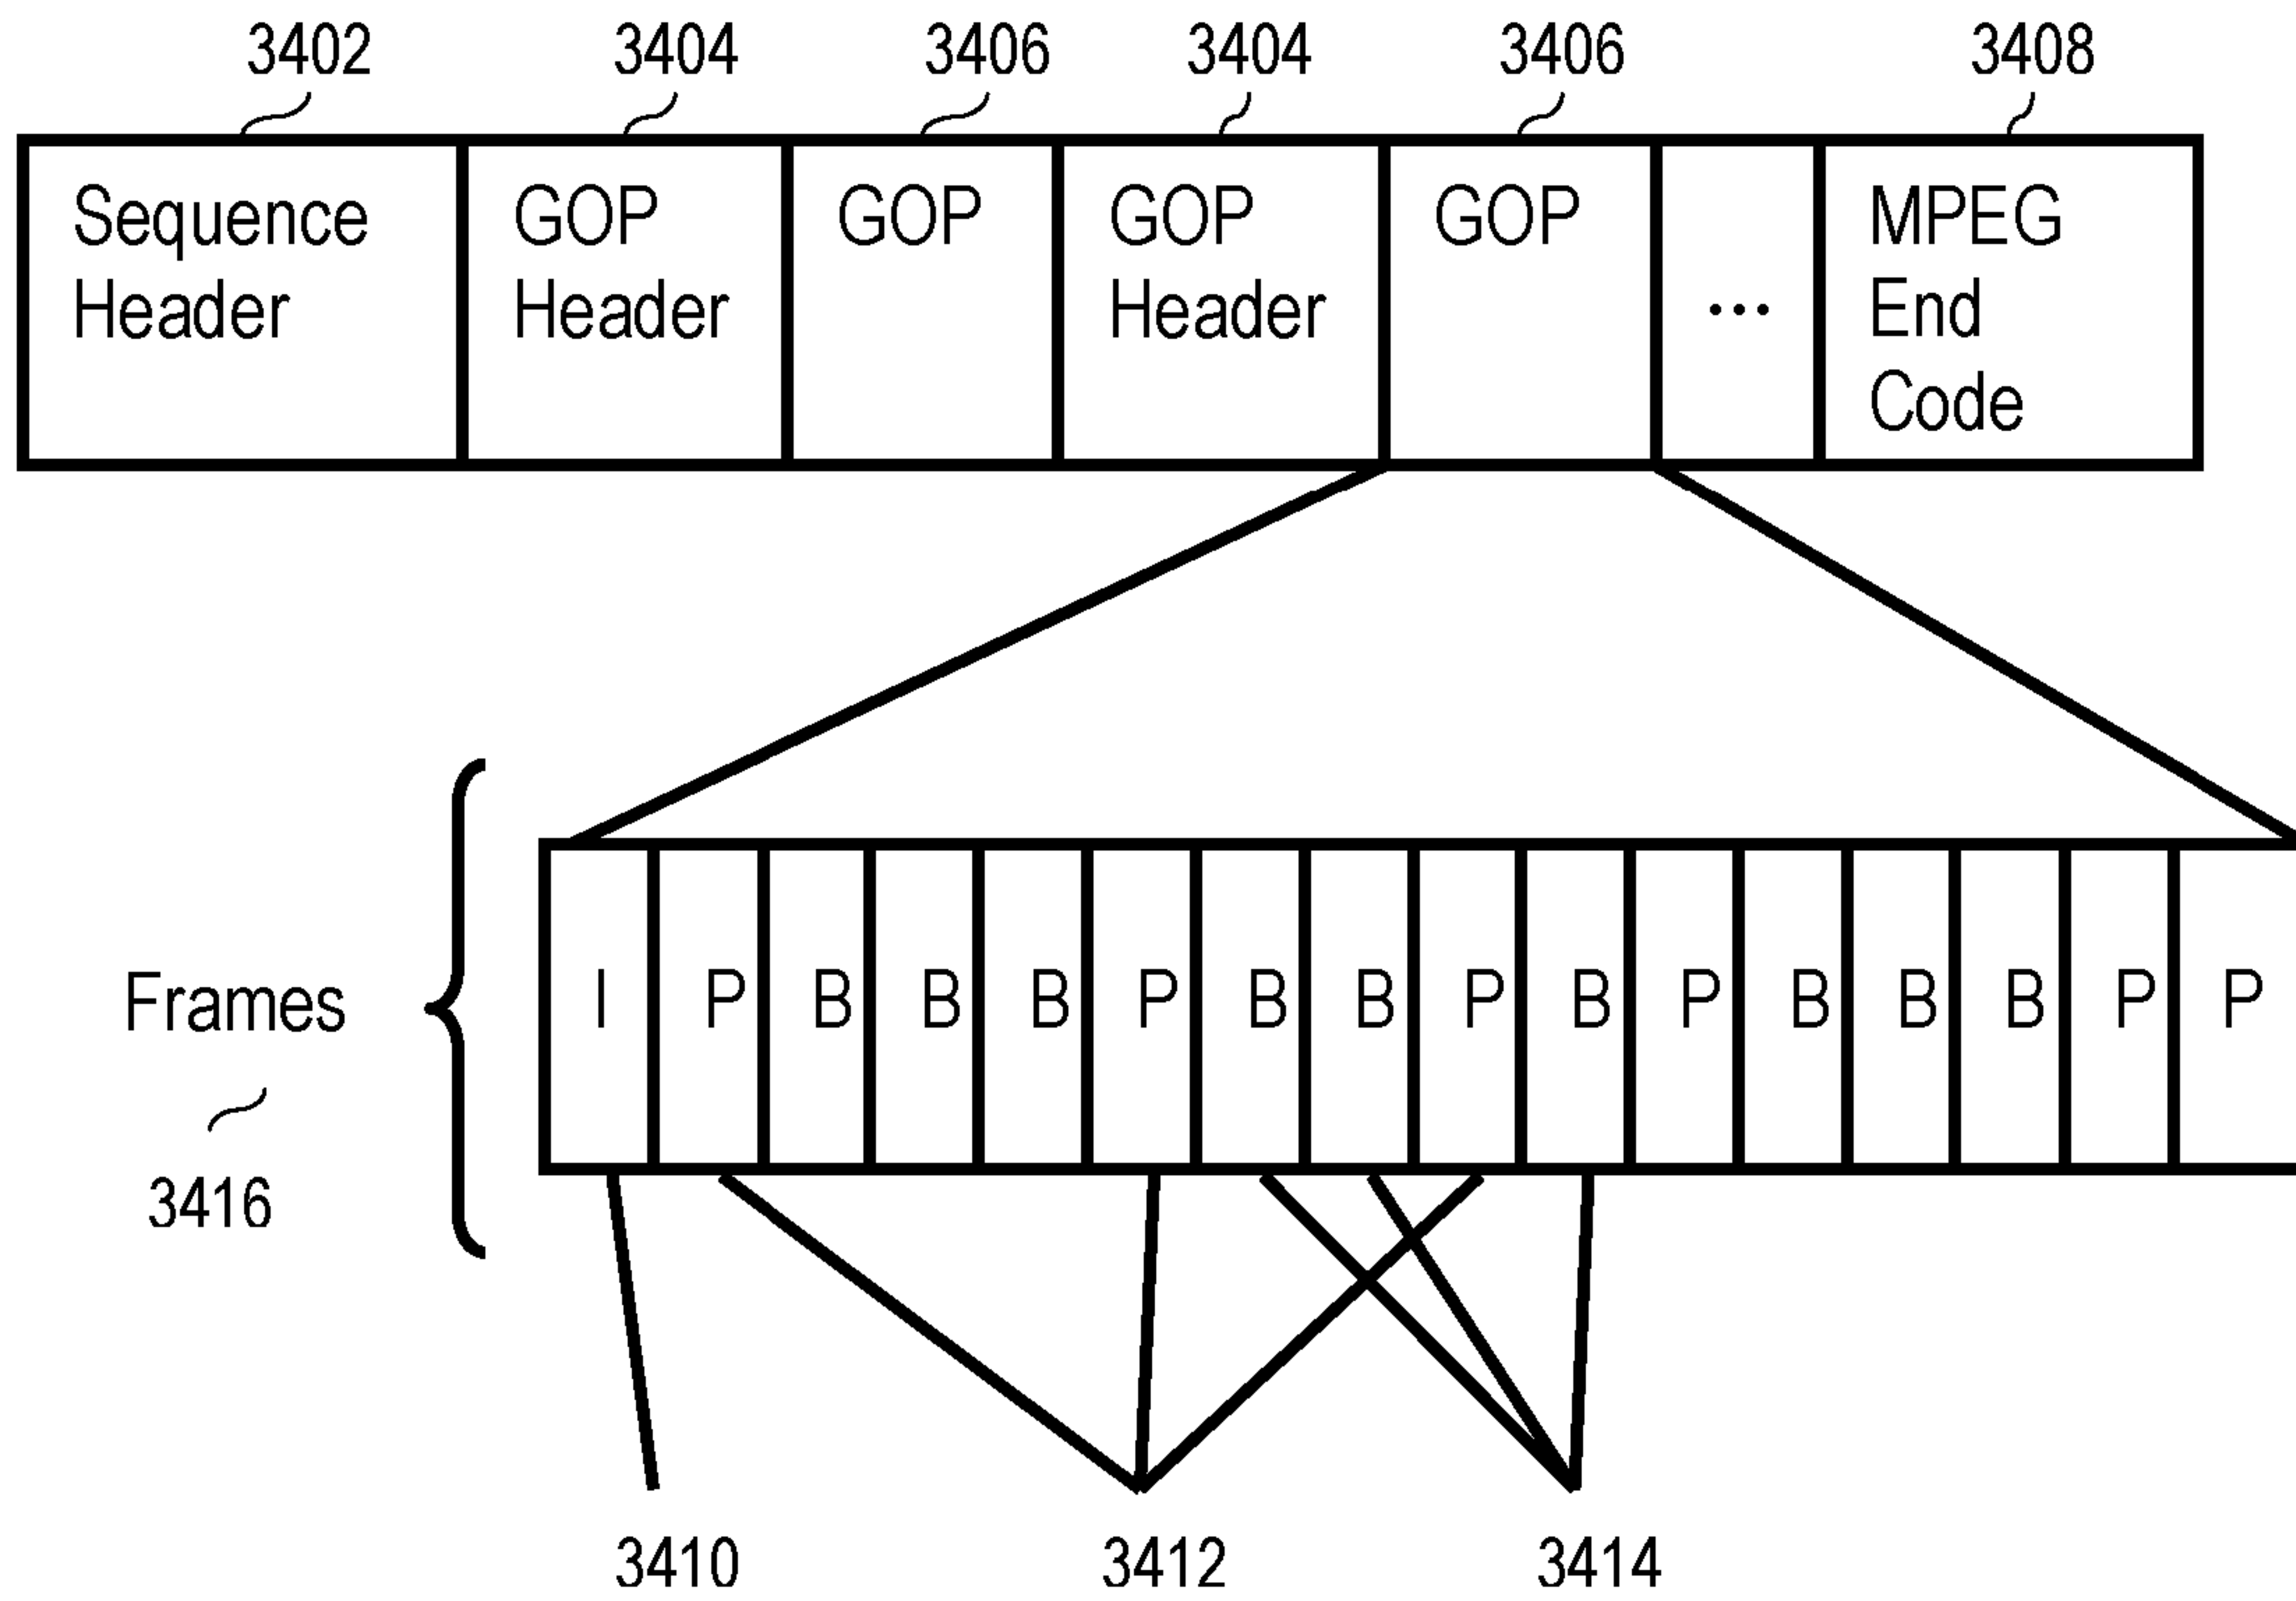 3402 3404 3406 3404 3406 3408
Sequence Header
GOP Header
GOP
GOP Header
GOP
...
MPEG End Code
Frames
3416
I P B B B P B B P B P B B B P P
3410 3412 3414